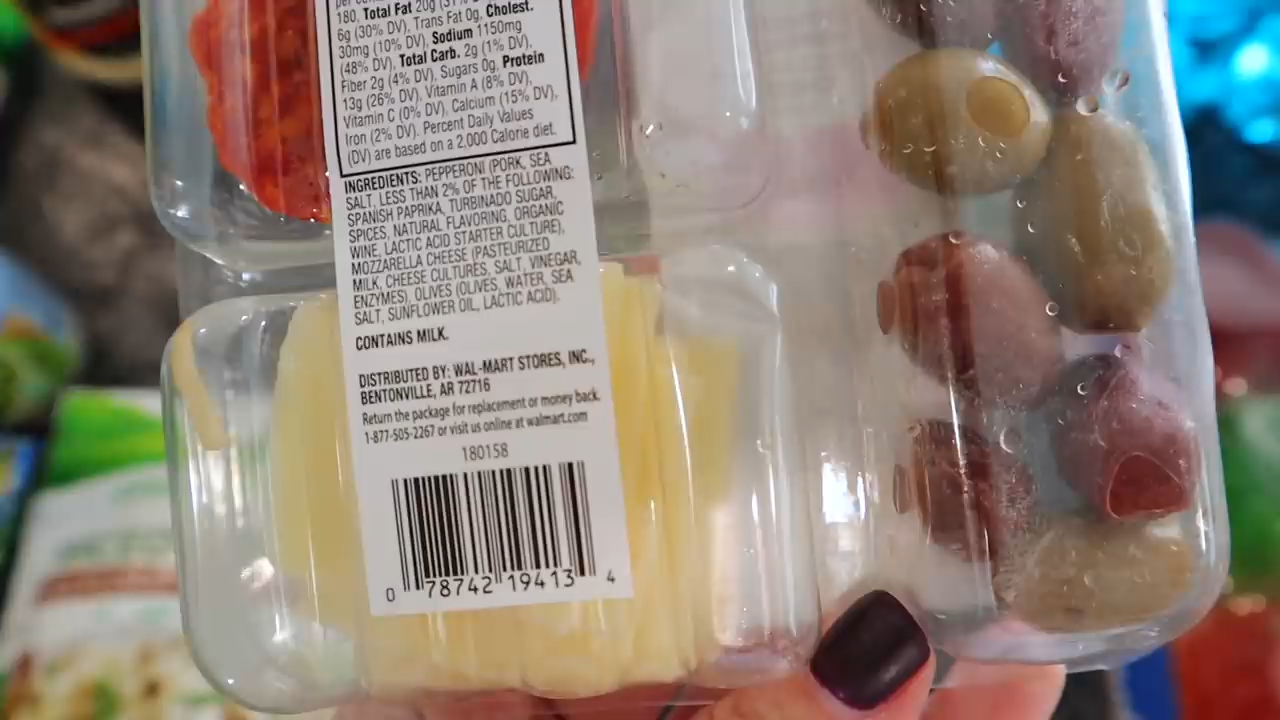 180, Total Fat 20g (31% D
6g (30% DV), Trans Fat 0g, Cholest.
30mg (10% DV), Sodium 1150mg
(48% DV), Total Carb. 2g (1% DV),
Fiber 2g (4% DV), Sugars 0g, Protein
13g (26% DV), Vitamin A (8% DV),
Vitamin C (0% DV), Calcium (15% DV),
Iron (2% DV). Percent Daily Values
(DV) are based on a 2,000 Calorie diet.
INGREDIENTS: PEPPERONI (PORK, SEA
SALT, LESS THAN 2% OF THE FOLLOWING:
SPANISH PAPRIKA, TURBINADO SUGAR,
SPICES, NATURAL FLAVORING, ORGANIC
WINE, LACTIC ACID STARTER CULTURE),
MOZZARELLA CHEESE (PASTEURIZED
MILK, CHEESE CULTURES, SALT, VINEGAR,
ENZYMES), OLIVES (OLIVES, WATER, SEA
SALT, SUNFLOWER OIL, LACTIC ACID).
CONTAINS MILK.
DISTRIBUTED BY: WAL-MART STORES, INC.,
BENTONVILLE, AR 72716
Return the package for replacement or money back.
1-877-505-2267 or visit us online at walmart.com
180158
0 78742 19413 4